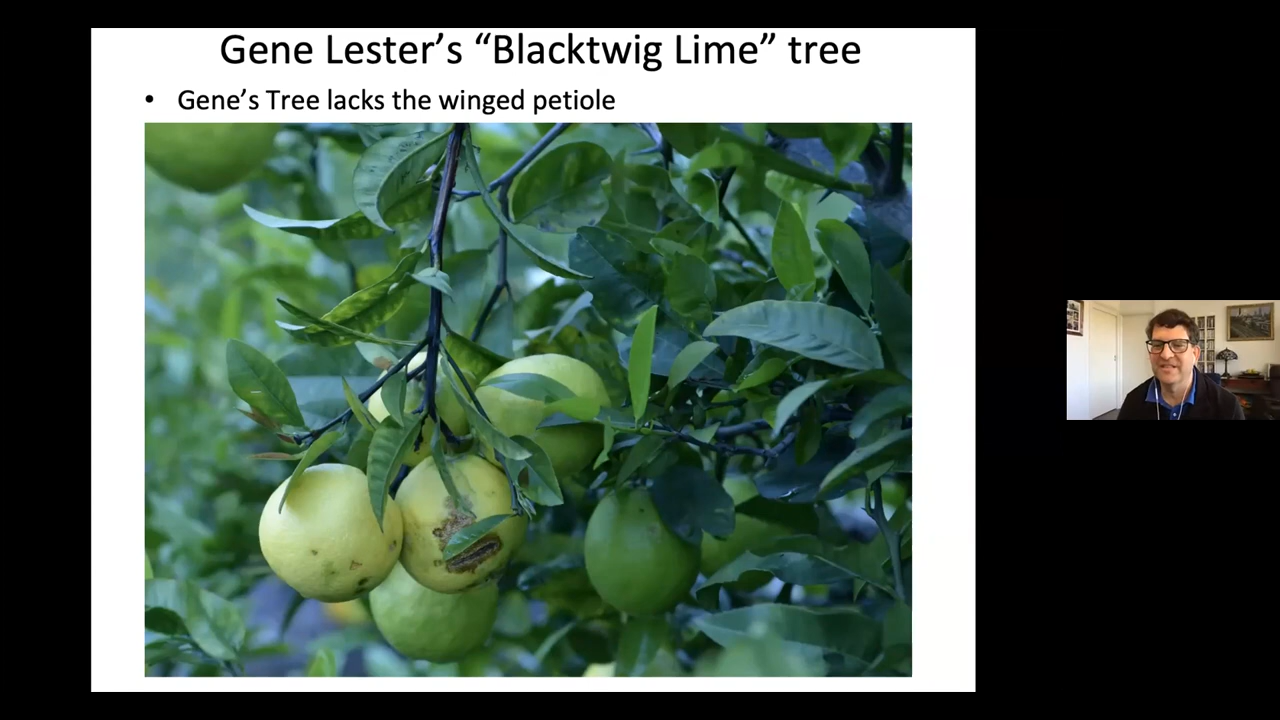 Gene Lester’s “Blacktwig Lime” tree
• Gene’s Tree lacks the winged petiole